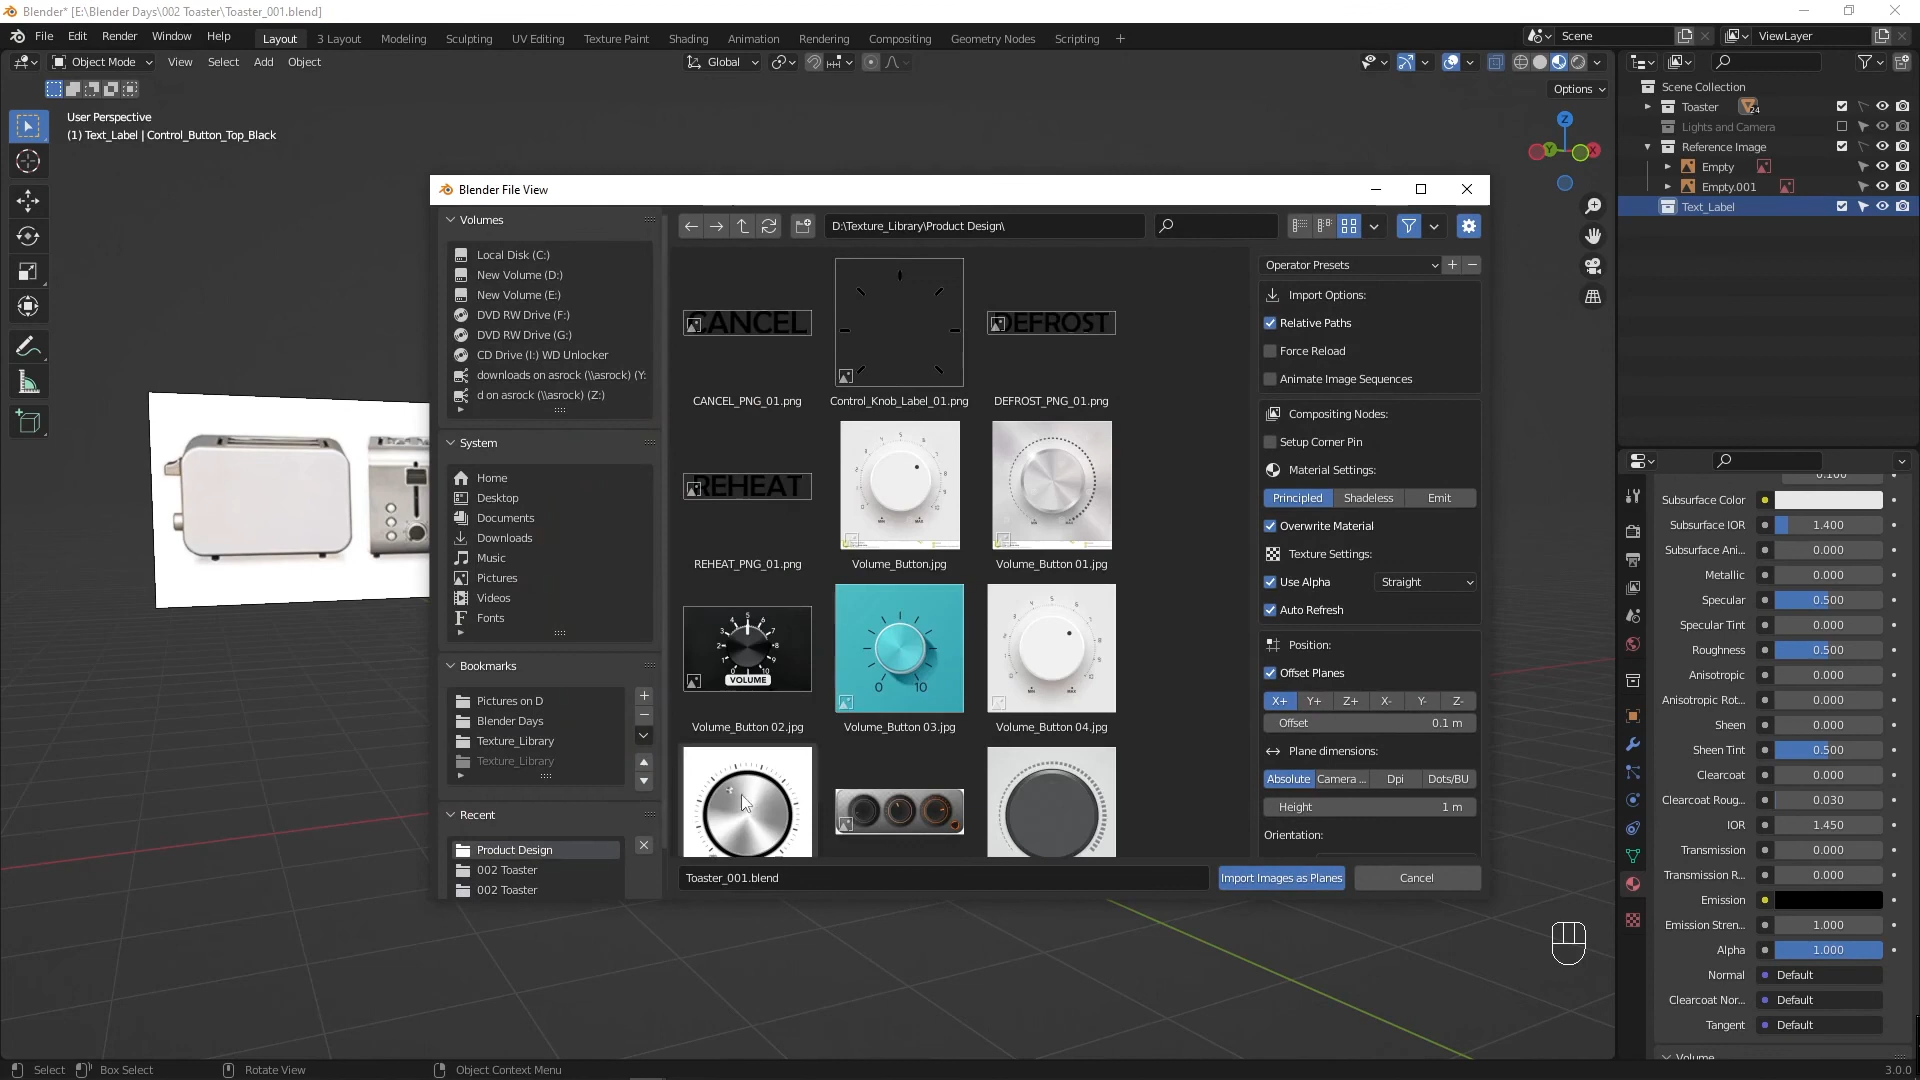 Blender* [E:\Blender Days\002 Toaster\Toaster_001.blend]
File Edit Render Window Help
Layout 3 Layout Modeling Sculpting UV Editing Texture Paint Shading Animation Rendering Compositing Geometry Nodes Scripting +
Scene
ViewLayer
Object Mode View Select Add Object
Global
Options
User Perspective
(1) Text_Label | Control_Button_Top_Black
Z
Y
X
Scene Collection
Toaster
24
Lights and Camera
Reference Image
Empty
Empty.001
Text_Label
Blender File View
Volumes
Local Disk (C:)
New Volume (D:)
New Volume (E:)
DVD RW Drive (F:)
DVD RW Drive (G:)
CD Drive (I:) WD Unlocker
downloads on asrock (\\asrock) (Y:
d on asrock (\\asrock) (Z:)
System
Home
Desktop
Documents
Downloads
Music
Pictures
Videos
Fonts
Bookmarks
Pictures on D
Blender Days
Texture_Library
Texture_Library
Recent
Product Design
002 Toaster
002 Toaster
D:\Texture_Library\Product Design\
CANCEL
DEFROST
CANCEL_PNG_01.png
Control_Knob_Label_01.png
DEFROST_PNG_01.png
REHEAT
REHEAT_PNG_01.png
Volume_Button.jpg
Volume_Button 01.jpg
VOLUME
0 10
Volume_Button 02.jpg
Volume_Button 03.jpg
Volume_Button 04.jpg
Toaster_001.blend
Import Images as Planes
Cancel
Operator Presets
Import Options:
Relative Paths
Force Reload
Animate Image Sequences
Compositing Nodes:
Setup Corner Pin
Material Settings:
Principled Shadeless Emit
Overwrite Material
Texture Settings:
Use Alpha Straight
Auto Refresh
Position:
Offset Planes
X+ Y+ Z+ X- Y- Z-
Offset 0.1 m
Plane dimensions:
Absolute Camera ... Dpi Dots/BU
Height 1 m
Orientation:
Subsurface Color
Subsurface IOR 1.400
Subsurface Ani... 0.000
Metallic 0.000
Specular 0.500
Specular Tint 0.000
Roughness 0.500
Anisotropic 0.000
Anisotropic Rot... 0.000
Sheen 0.000
Sheen Tint 0.500
Clearcoat 0.000
Clearcoat Roug... 0.030
IOR 1.450
Transmission 0.000
Transmission R... 0.000
Emission
Emission Stren... 1.000
Alpha 1.000
Normal Default
Clearcoat Nor... Default
Tangent Default
Volume
Select Box Select Rotate View Object Context Menu
3.0.0